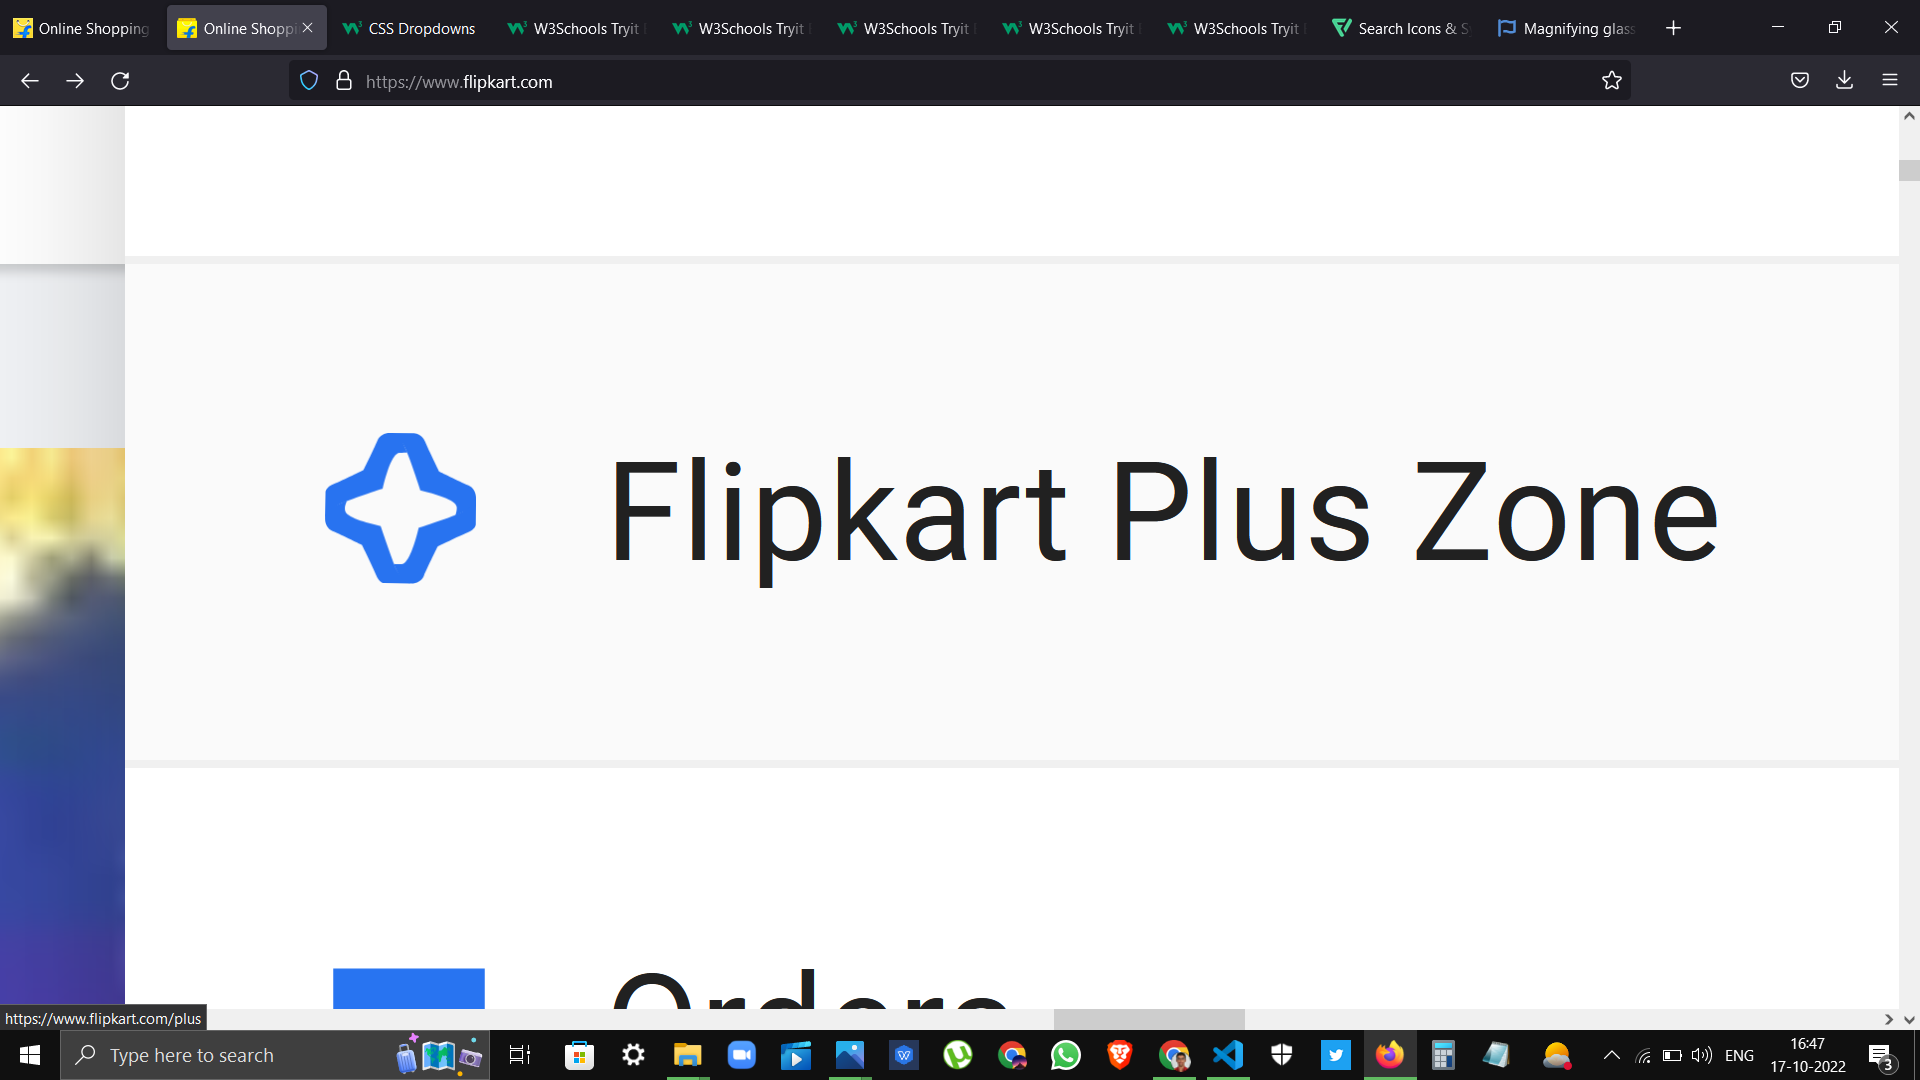 Online Shopping
Online Shoppi
CSS Dropdowns
W3Schools Tryit
W3Schools Tryit
W3Schools Tryit
W3Schools Tryit
W3Schools Tryit
Search Icons & S
Magnifying glass
https://www.flipkart.com
Flipkart Plus Zone
Orders
https://www.flipkart.com/plus
Type here to search
ENG
16:47
17-10-2022
3